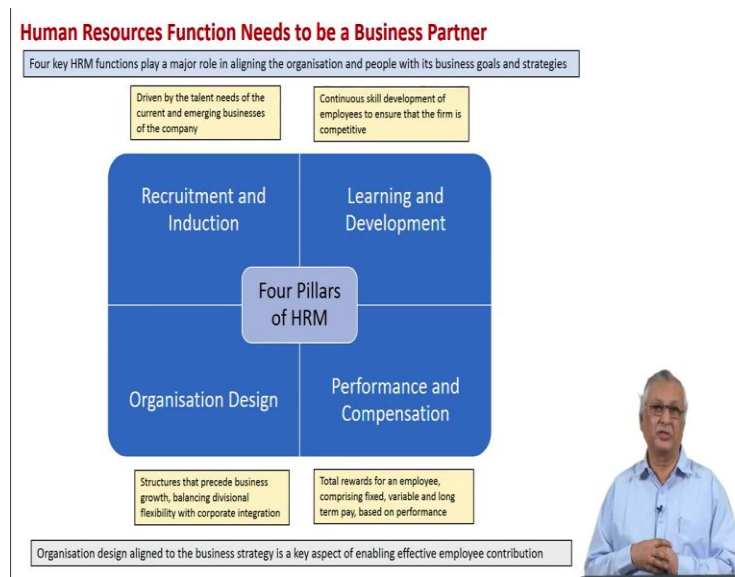 Human Resources Function Needs to be a Business Partner
Four key HRM functions play a major role in aligning the organisation and people with its business goals and strategies
Driven by the talent needs of the
current and emerging businesses
of the company
Continuous skill development of
employees to ensure that the firm is
competitive
Recruitment and
Induction
Learning and
Development
Four Pillars
of HRM
Organisation Design
Performance and
Compensation
Structures that precede business
growth, balancing divisional
flexibility with corporate integration
Total rewards for an employee,
comprising fixed, variable and long
term pay, based on performance
Organisation design aligned to the business strategy is a key aspect of enabling effective employee contribution